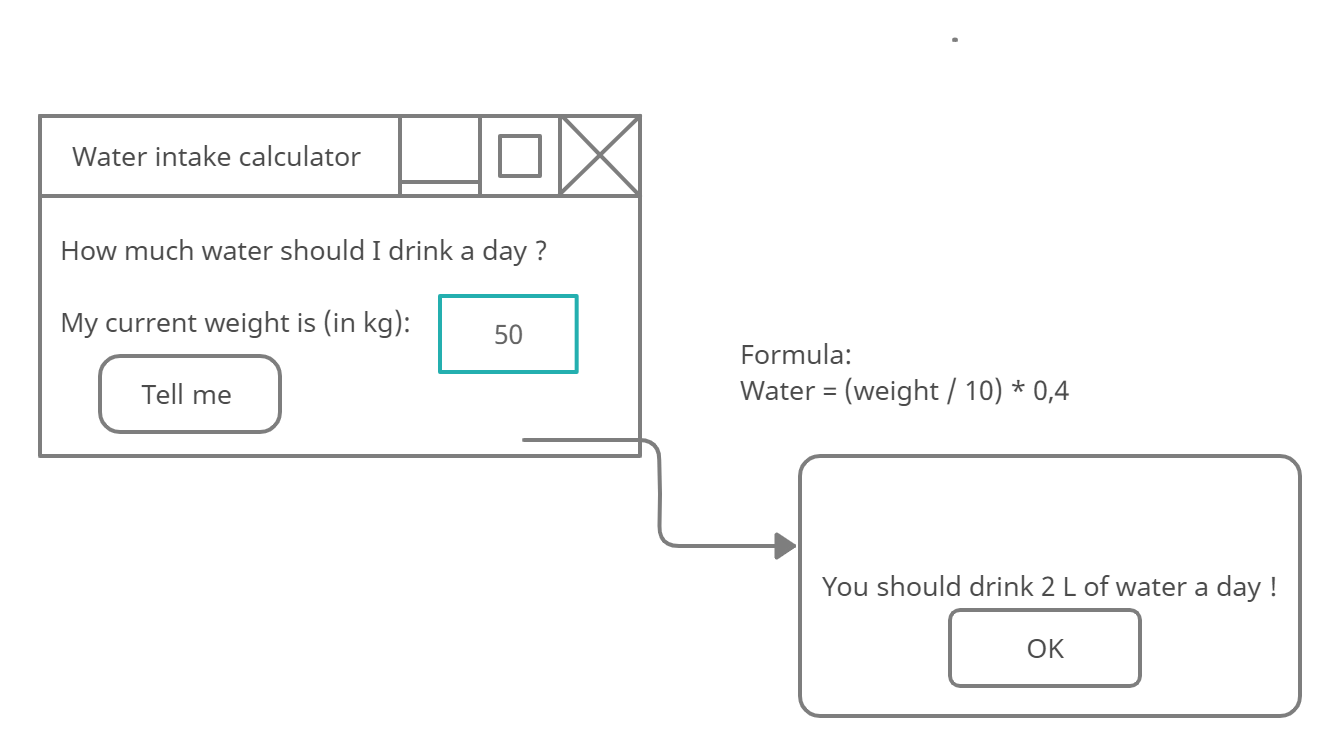 Water intake calculator
How much water should I drink a day ?
My current weight is (in kg):
50
Tell me
Formula:
Water = (weight / 10) * 0,4
You should drink 2 L of water a day !
OK